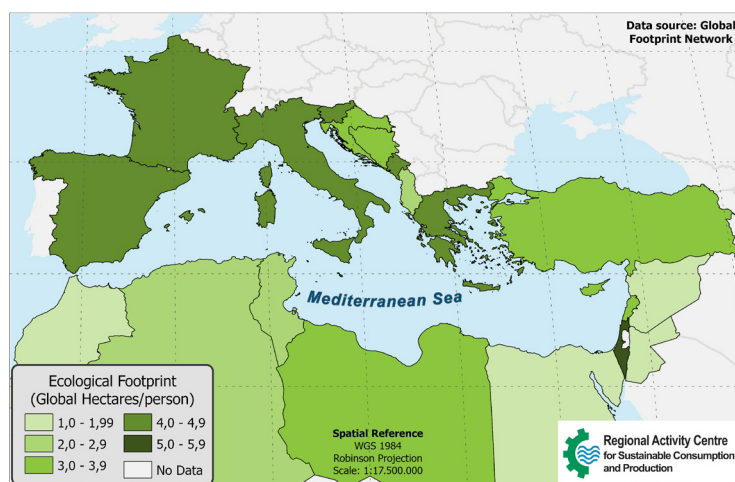 Data source: Global
Footprint Network
Mediterranean Sea
Ecological Footprint
(Global Hectares/person)
1,0 - 1,99
2,0 - 2,9
3,0 - 3,9
4,0 - 4,9
5,0 - 5,9
No Data
Spatial Reference
WGS 1984
Robinson Projection
Scale: 1:17.500.000
Regional Activity Centre
for Sustainable Consumption
and Production